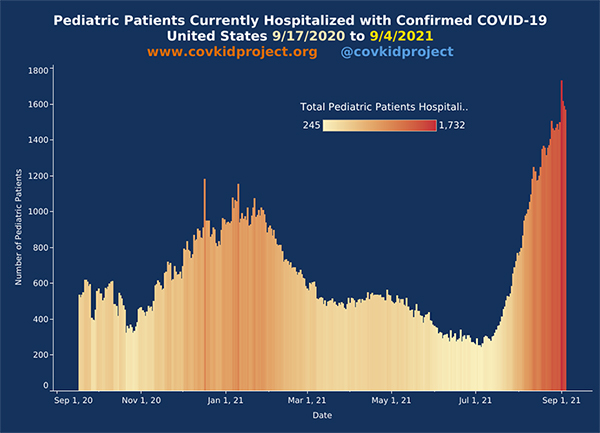 Pediatric Patients Currently Hospitalized with Confirmed COVID-19
United States 9/17/2020 to 9/4/2021
www.covkidproject.org @covkidproject
Total Pediatric Patients Hospitali..
245 1,732
Number of Pediatric Patients
1800
1600
1400
1200
1000
800
600
400
200
0
Sep 1, 20 Nov 1, 20 Jan 1, 21 Mar 1, 21 May 1, 21 Jul 1, 21 Sep 1, 21
Date